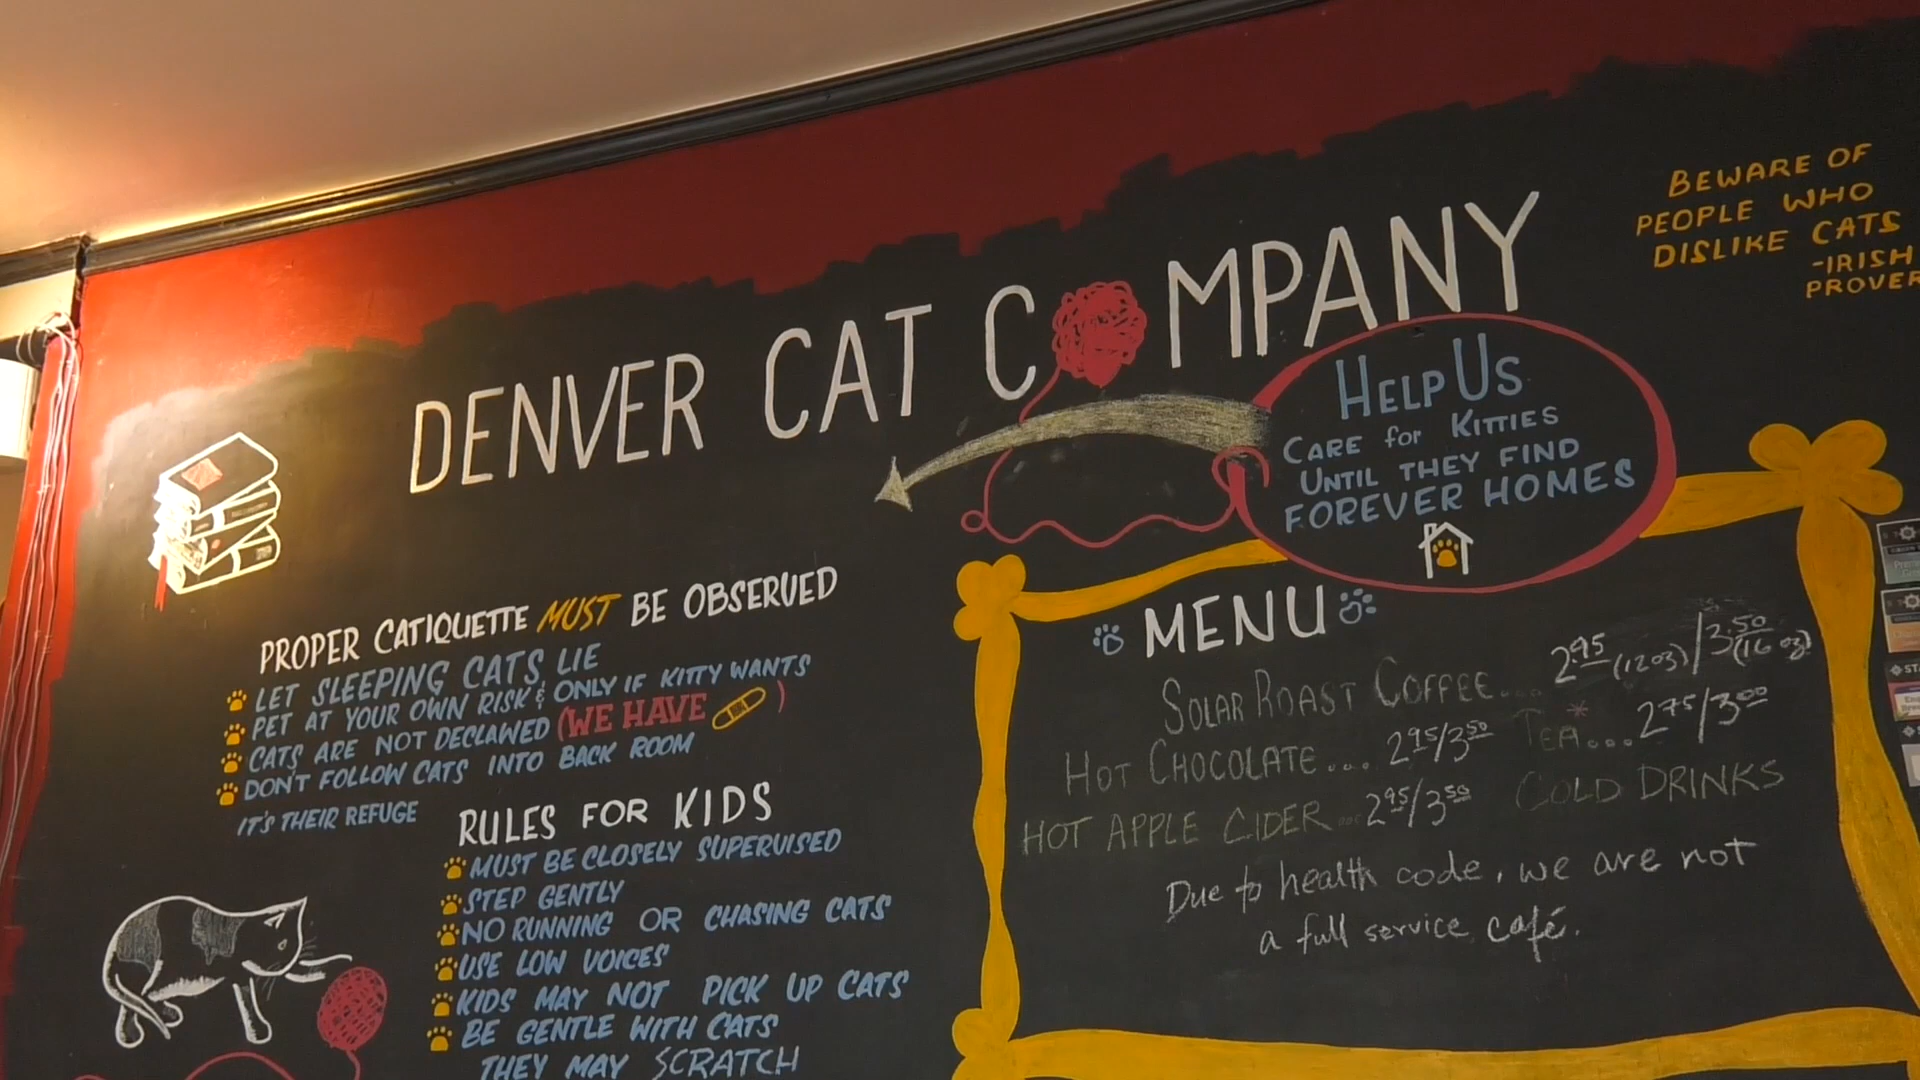 DENVER CAT COMPANY
BEWARE OF
PEOPLE WHO
DISLIKE CATS
-IRISH
PROVER
HELP US
CARE for KITTIES
UNTIL THEY FIND
FOREVER HOMES
PROPER CATIQUETTE MUST BE OBSERVED
LET SLEEPING CATS LIE
PET AT YOUR OWN RISK & ONLY IF KITTY WANTS
CATS ARE NOT DECLAWED (WE HAVE )
DON'T FOLLOW CATS INTO BACK ROOM
IT'S THEIR REFUGE
RULES FOR KIDS
MUST BE CLOSELY SUPERVISED
STEP GENTLY
NO RUNNING OR CHASING CATS
USE LOW VOICES
KIDS MAY NOT PICK UP CATS
BE GENTLE WITH CATS
THEY MAY SCRATCH
MENU
SOLAR ROAST COFFEE... 2.95 (12oz)/3.50 (16 oz)
HOT CHOCOLATE... 2.95/3.50 TEA*... 2.75/3.00
HOT APPLE CIDER... 2.95/3.50 COLD DRINKS
Due to health code, we are not
a full service café.